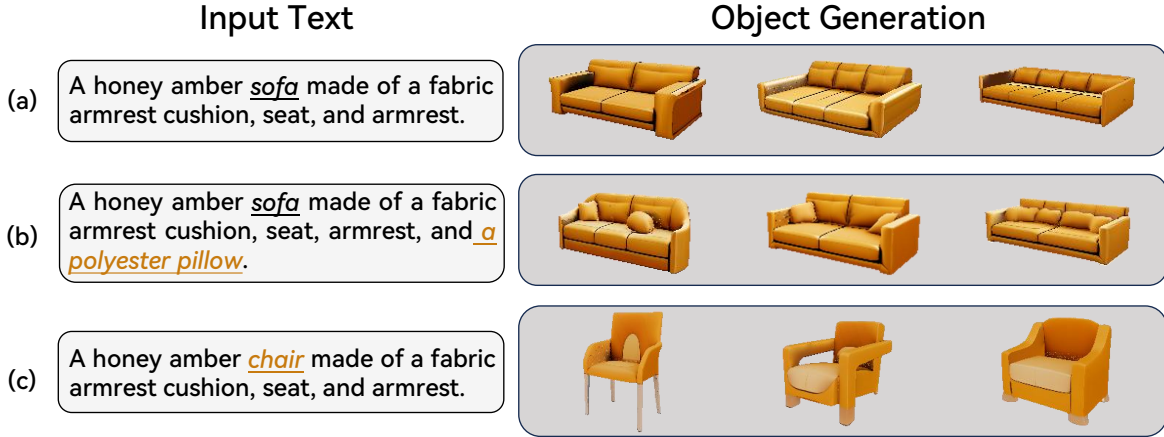 Input Text
Object Generation
(a)
A honey amber sofa made of a fabric
armrest cushion, seat, and armrest.
(b)
A honey amber sofa made of a fabric
armrest cushion, seat, armrest, and a
polyester pillow.
(c)
A honey amber chair made of a fabric
armrest cushion, seat, and armrest.